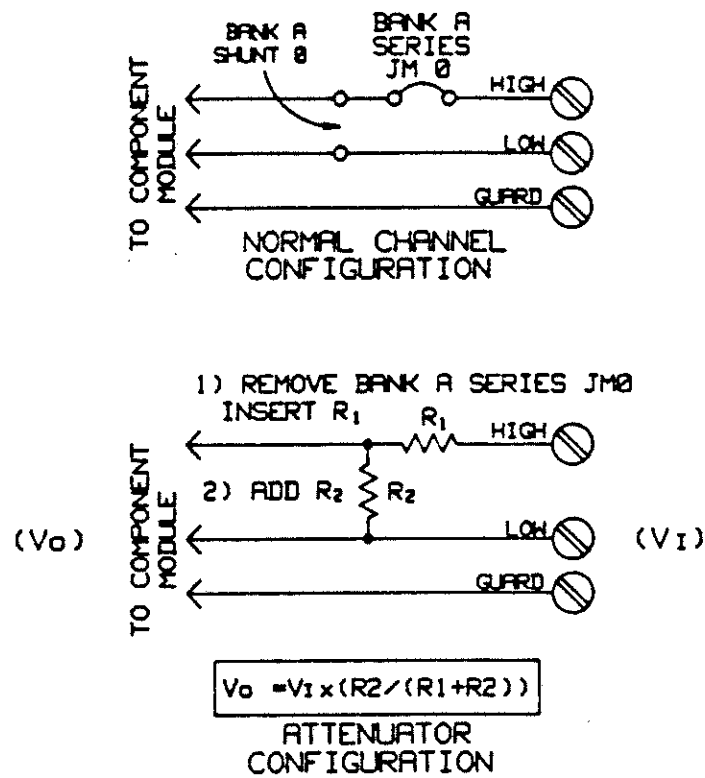 BANK A
SHUNT 0
BANK A
SERIES
JM 0
HIGH
LOW
GUARD
TO COMPONENT
MODULE
NORMAL CHANNEL
CONFIGURATION
1) REMOVE BANK A SERIES JM0
INSERT R1
R1
HIGH
2) ADD R2
R2
LOW
GUARD
(Vo)
TO COMPONENT
MODULE
(VI)
Vo =VI x(R2/(R1+R2))
ATTENUATOR
CONFIGURATION